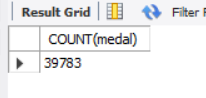 Result Grid Filter
COUNT(medal)
39783